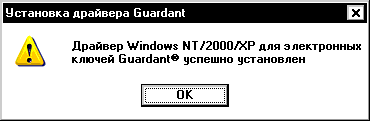 Установка драйвера Guardant
Драйвер Windows NT/2000/XP для электронных
ключей Guardant® успешно установлен
OK